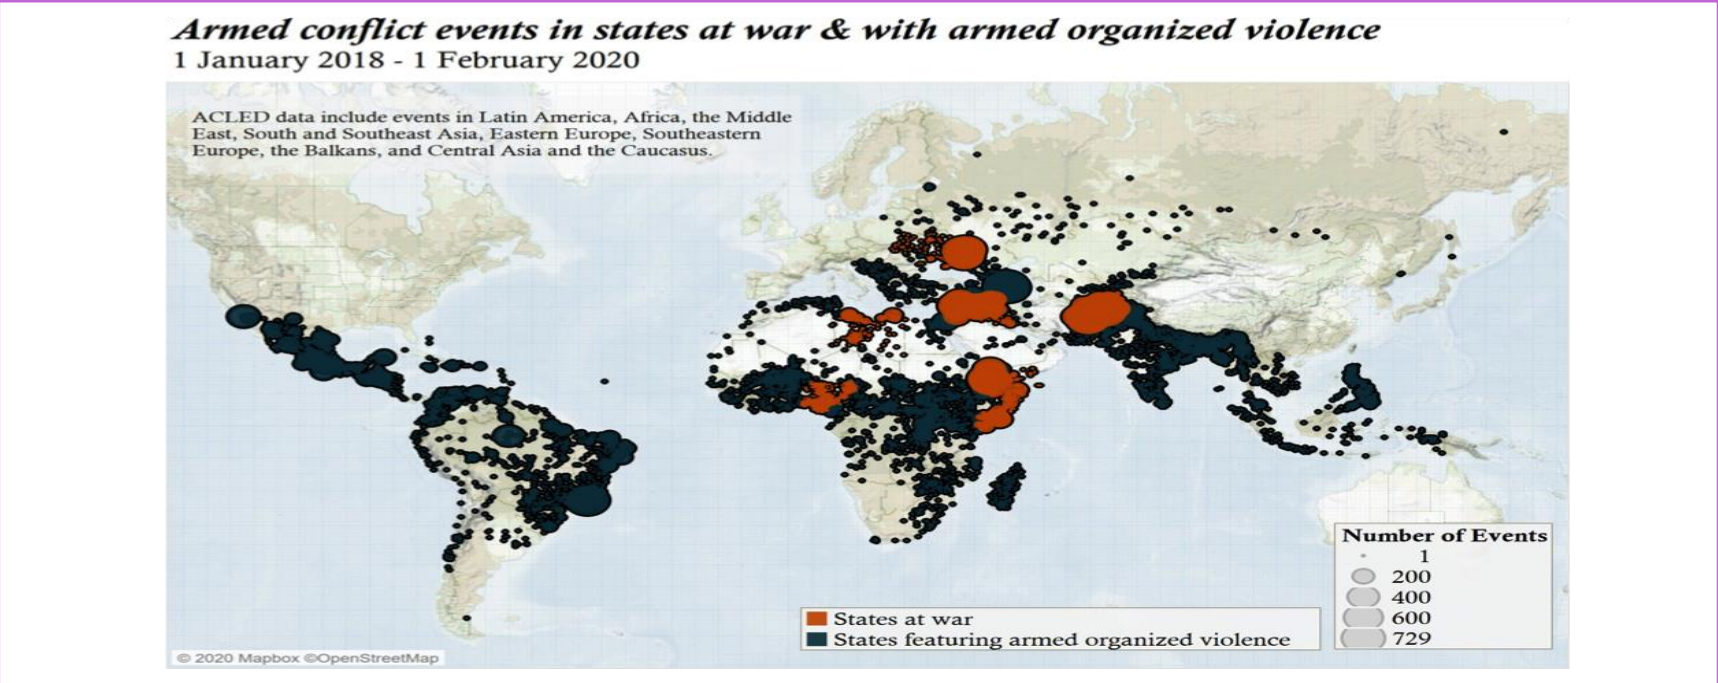 Armed conflict events in states at war & with armed organized violence
1 January 2018 - 1 February 2020
ACLED data include events in Latin America, Africa, the Middle
East, South and Southeast Asia, Eastern Europe, Southeastern
Europe, the Balkans, and Central Asia and the Caucasus.
Number of Events
1
200
400
600
729
States at war
States featuring armed organized violence
© 2020 Mapbox ©OpenStreetMap